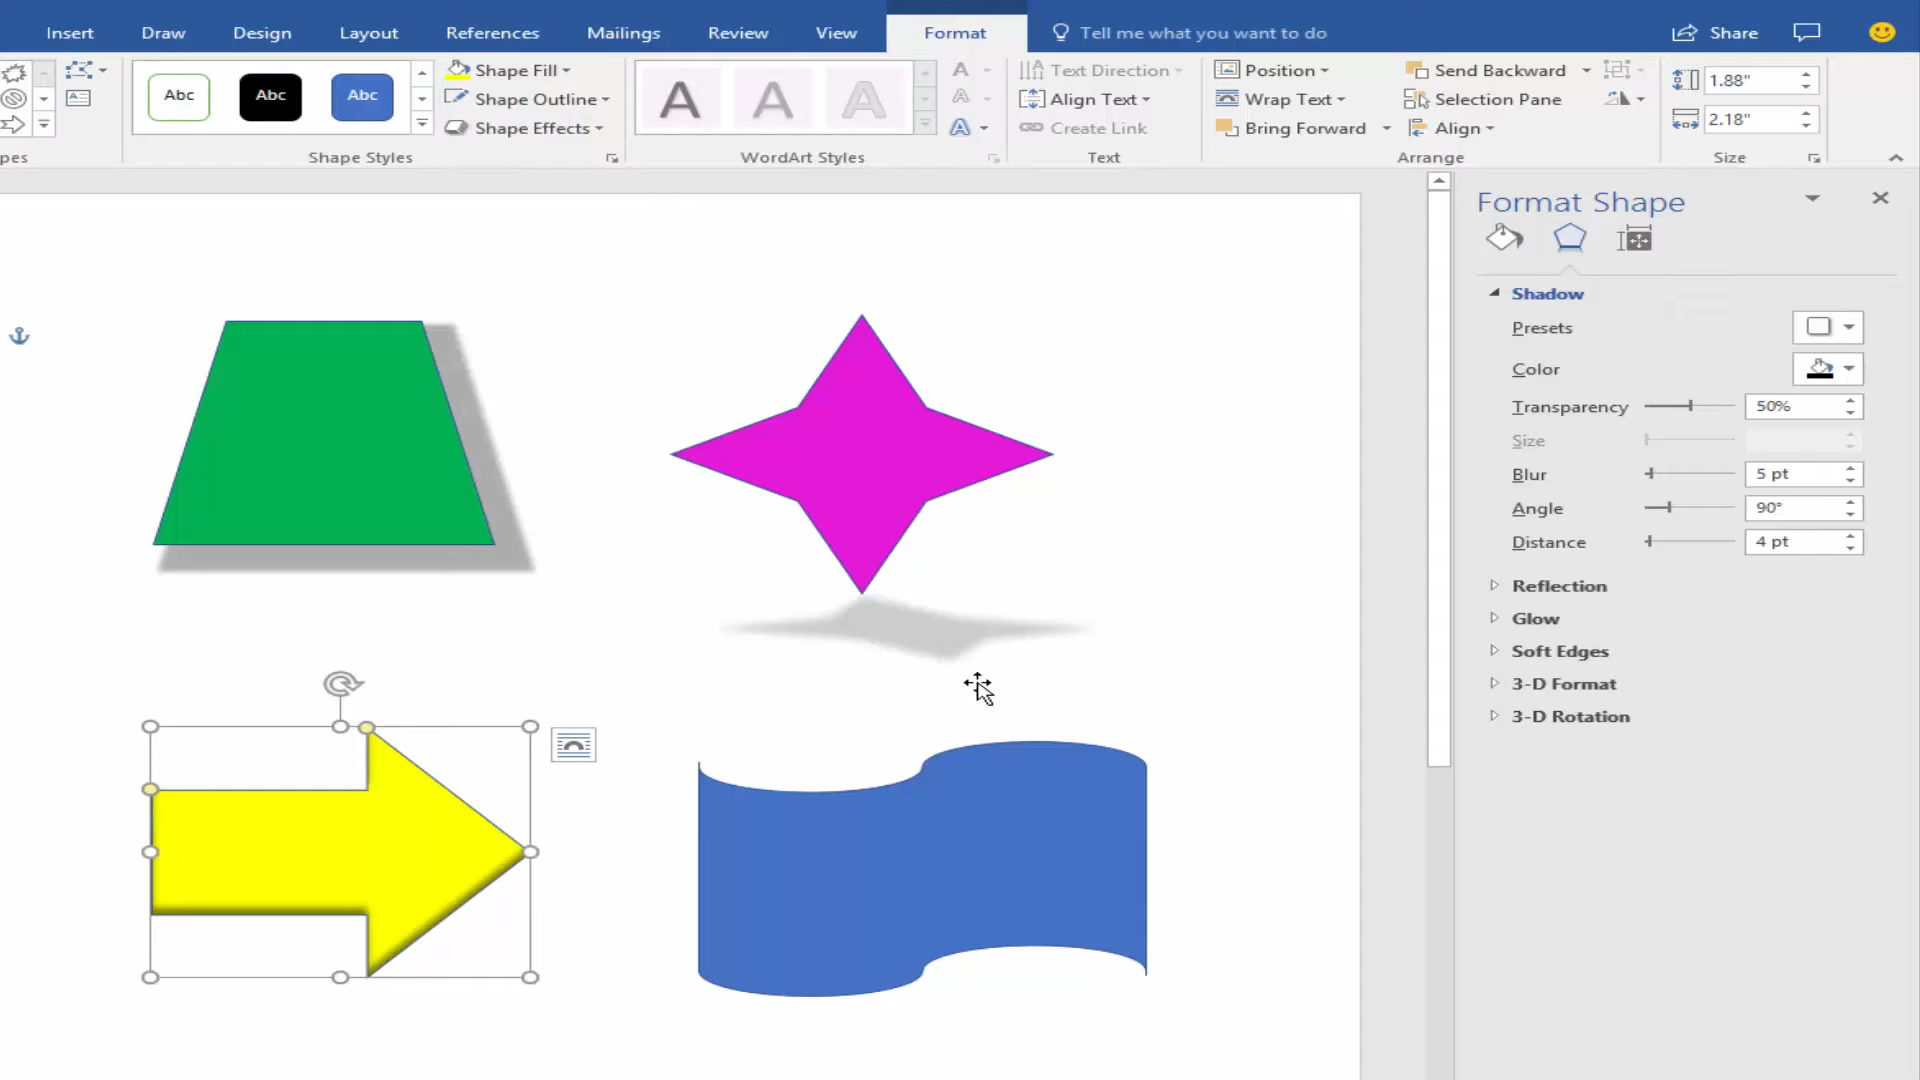 Insert Draw Design Layout References Mailings Review View Format Tell me what you want to do Share
Abc Abc Abc
Shape Fill
Shape Outline
Shape Effects
A A A
A
A
A
Text Direction
Align Text
Create Link
Position
Wrap Text
Bring Forward
Send Backward
Selection Pane
Align
1.88"
2.18"
pes Shape Styles WordArt Styles Text Arrange Size
Format Shape
Shadow
Presets
Color
Transparency 50%
Size
Blur 5 pt
Angle 90°
Distance 4 pt
Reflection
Glow
Soft Edges
3-D Format
3-D Rotation